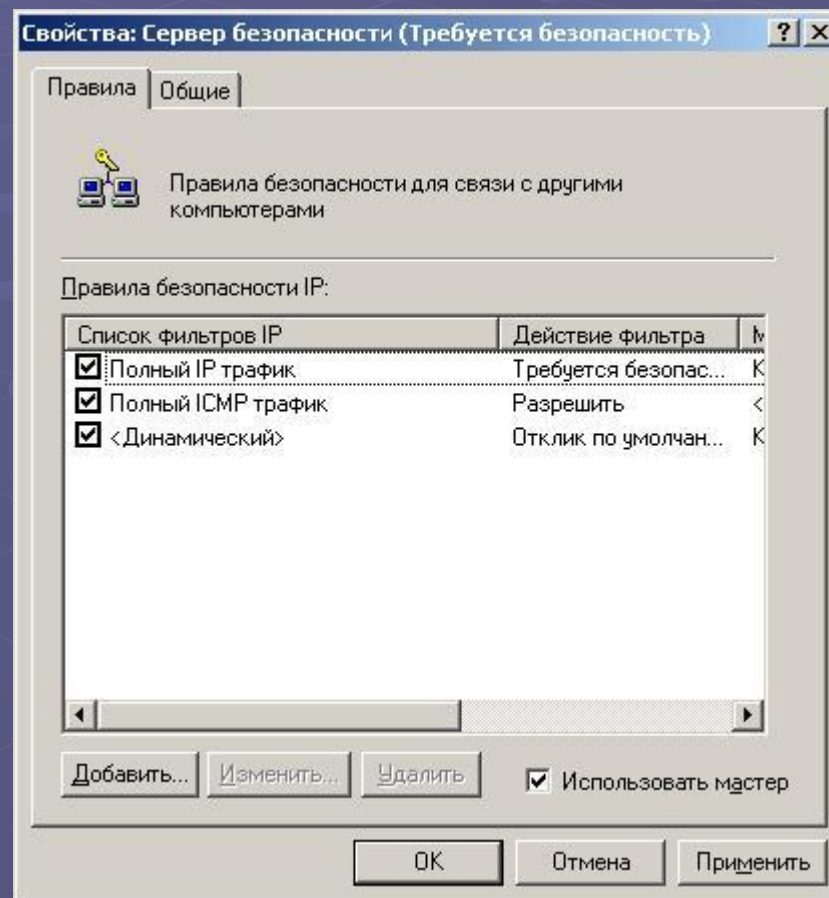 Свойства: Сервер безопасности (Требуется безопасность)
Правила Общие
Правила безопасности для связи с другими
компьютерами
Правила безопасности IP:
Список фильтров IP Действие фильтра М
Полный IP трафик Требуется безопас... К
Полный ICMP трафик Разрешить <
<Динамический> Отклик по умолчан... К
Добавить... Изменить... Удалить Использовать мастер
ОК Отмена Применить